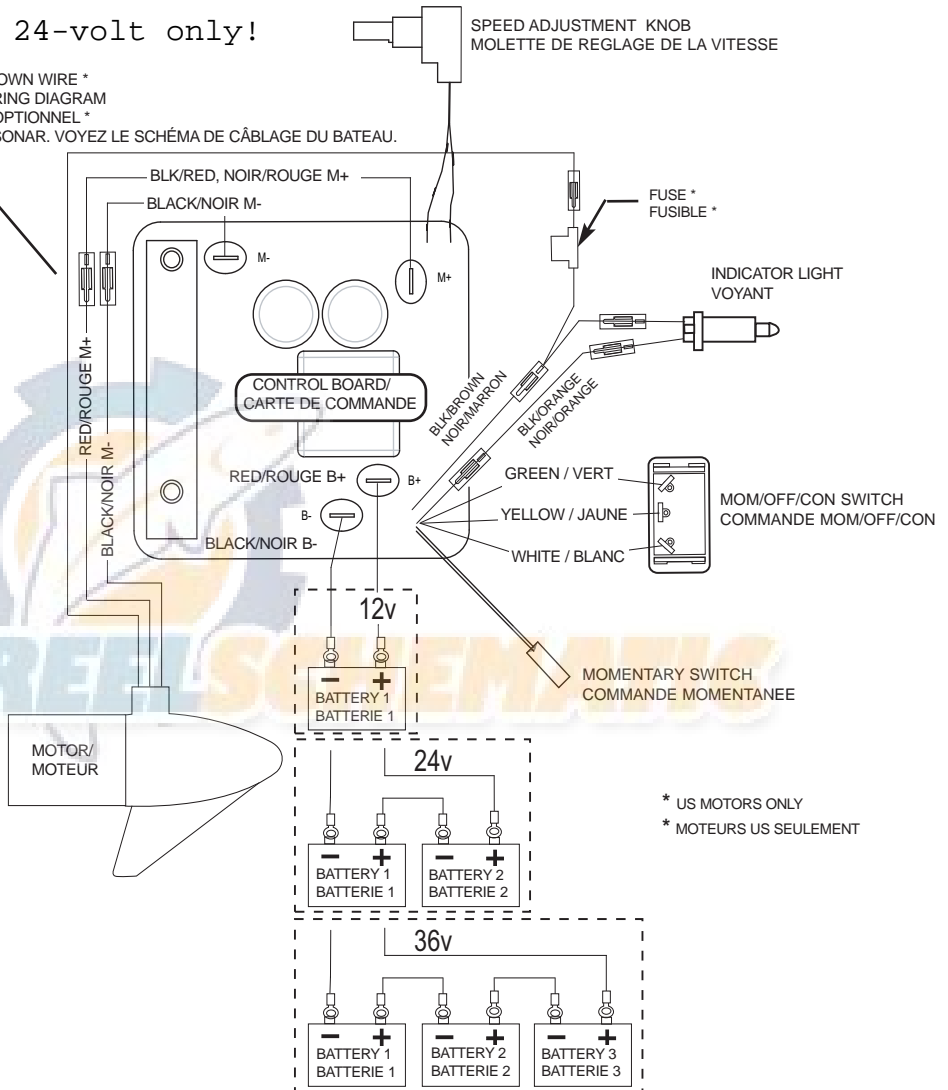 24-volt only!
SPEED ADJUSTMENT KNOB
MOLETTE DE REGLAGE DE LA VITESSE
OWN WIRE *
RING DIAGRAM
OPTIONNEL *
SONAR. VOYEZ LE SCHÉMA DE CÂBLAGE DU BATEAU.
BLK/RED, NOIR/ROUGE M+
BLACK/NOIR M-
FUSE *
FUSIBLE *
M-
M+
INDICATOR LIGHT
VOYANT
RED/ROUGE M+
BLACK/NOIR M-
CONTROL BOARD/
CARTE DE COMMANDE
BLK/BROWN
NOIR/MARRON
BLK/ORANGE
NOIR/ORANGE
RED/ROUGE B+
B+
B-
BLACK/NOIR B-
GREEN / VERT
YELLOW / JAUNE
WHITE / BLANC
MOM/OFF/CON SWITCH
COMMANDE MOM/OFF/CON
12v
REELSCHEMATIC
BATTERY 1
BATTERIE 1
MOMENTARY SWITCH
COMMANDE MOMENTANEE
MOTOR/
MOTEUR
24v
BATTERY 1
BATTERIE 1
BATTERY 2
BATTERIE 2
* US MOTORS ONLY
* MOTEURS US SEULEMENT
36v
BATTERY 1
BATTERIE 1
BATTERY 2
BATTERIE 2
BATTERY 3
BATTERIE 3